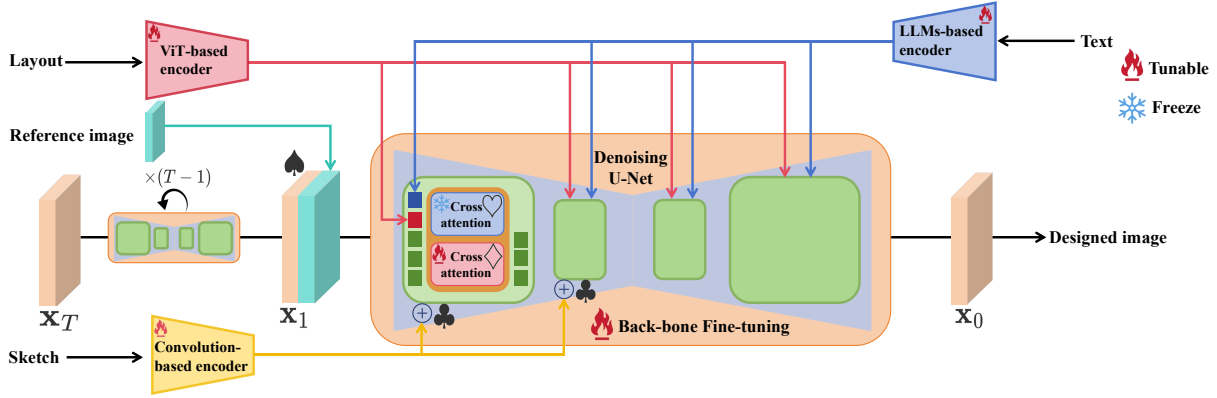 Layout
ViT-based
encoder
LLMs-based
encoder
Text
Tunable
Freeze
Reference image
×(T − 1)
Denoising
U-Net
Cross
attention
Cross
attention
Designed image
x_T
x_1
x_0
Back-bone Fine-tuning
Sketch
Convolution-
based encoder